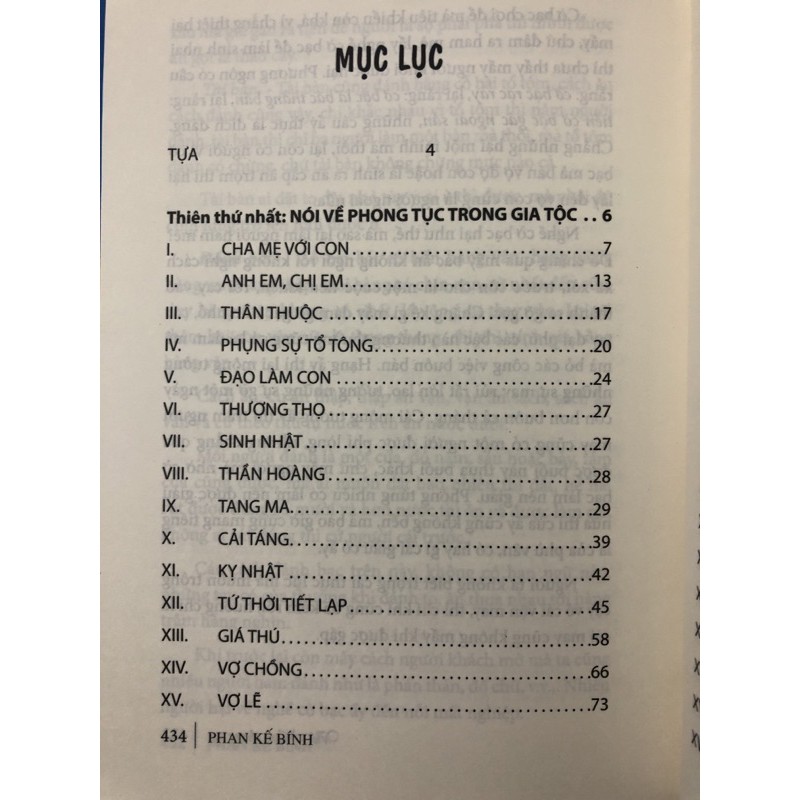 MỤC LỤC
TỰA 4
Thiên thứ nhất: NÓI VỀ PHONG TỤC TRONG GIA TỘC .. 6
I. CHA MẸ VỚI CON........................................7
II. ANH EM, CHỊ EM........................................13
III. THÂN THUỘC ........................................17
IV. PHỤNG SỰ TỔ TÔNG...................................20
V. ĐẠO LÀM CON ........................................24
VI. THƯỢNG THỌ ........................................27
VII. SINH NHẬT........................................27
VIII. THẦN HOÀNG........................................28
IX. TANG MA........................................29
X. CẢI TÁNG........................................39
XI. KỴ NHẬT ........................................42
XII. TỨ THỜI TIẾT LẠP ...................................45
XIII. GIÁ THÚ........................................58
XIV. VỢ CHỒNG........................................66
XV. VỢ LẼ ........................................73
434 | PHAN KẾ BÍNH